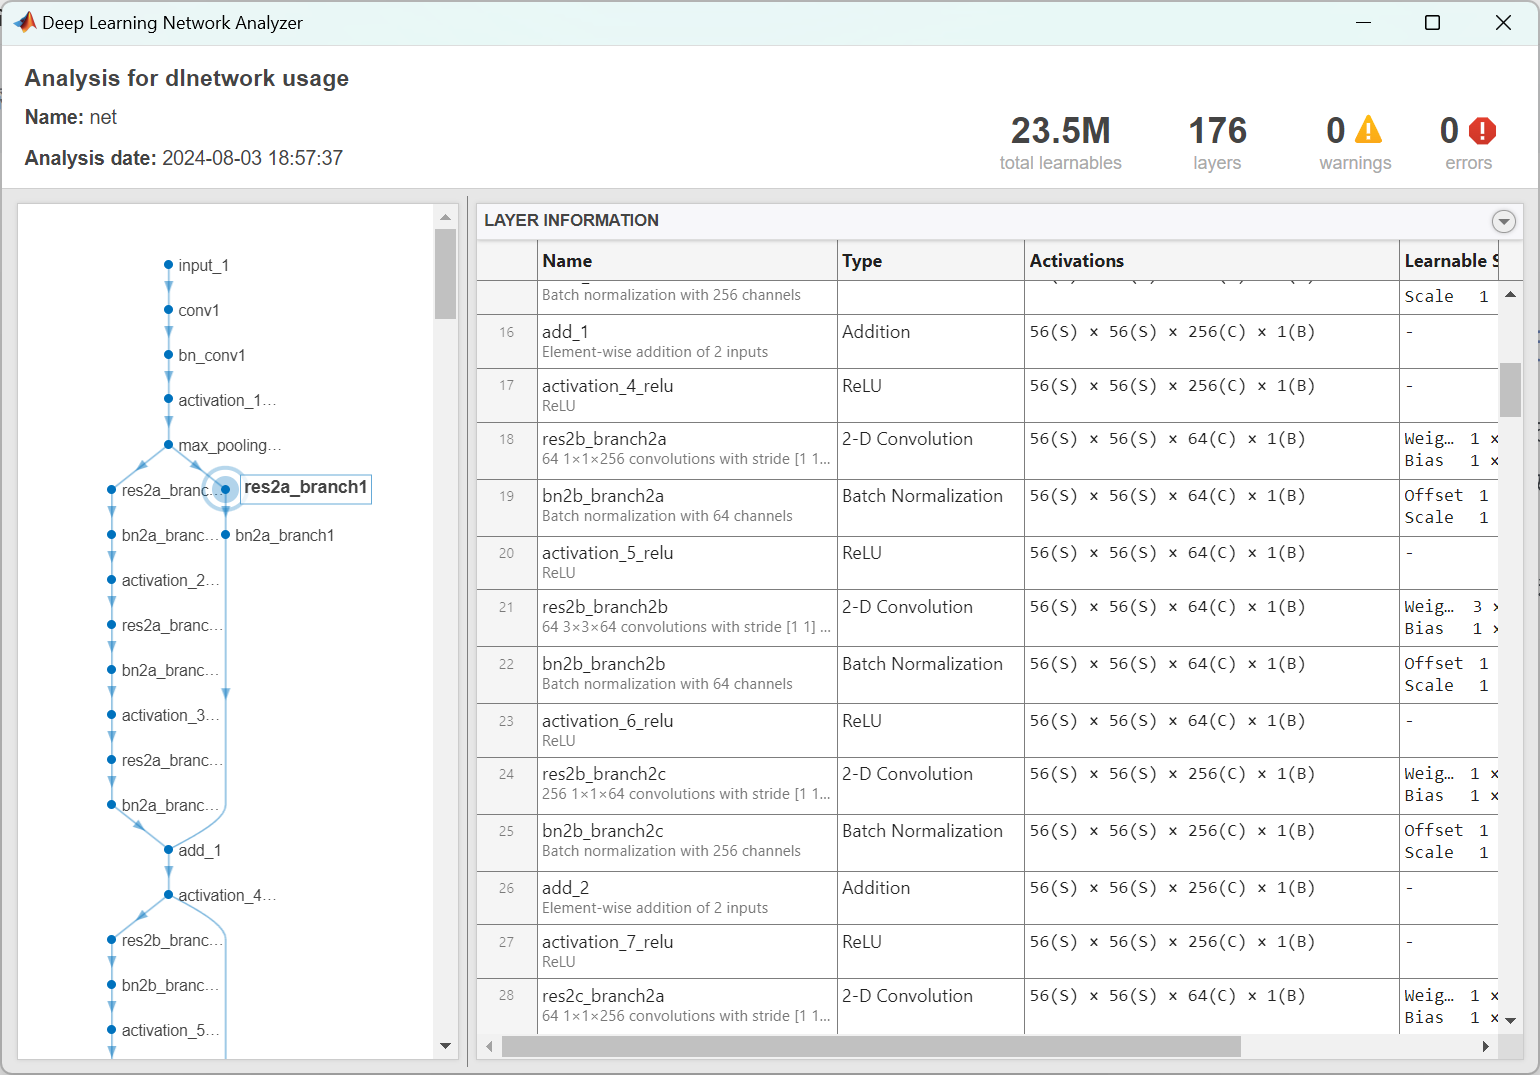 Deep Learning Network Analyzer
Analysis for dlnetwork usage
Name: net
Analysis date: 2024-08-03 18:57:37
23.5M
total learnables
176
layers
0
warnings
0
errors
input_1
conv1
bn_conv1
activation_1...
max_pooling...
res2a_branc...
res2a_branch1
bn2a_branc...
bn2a_branch1
activation_2...
res2a_branc...
bn2a_branc...
activation_3...
res2a_branc...
bn2a_branc...
add_1
activation_4...
res2b_branc...
bn2b_branc...
activation_5...
LAYER INFORMATION
Name Type Activations Learnable S
Batch normalization with 256 channels Scale 1
16 add_1 Addition 56(S) × 56(S) × 256(C) × 1(B) -
Element-wise addition of 2 inputs
17 activation_4_relu ReLU 56(S) × 56(S) × 256(C) × 1(B) -
ReLU
18 res2b_branch2a 2-D Convolution 56(S) × 56(S) × 64(C) × 1(B) Weig... 1 ×
64 1×1×256 convolutions with stride [1 1... Bias 1 ×
19 bn2b_branch2a Batch Normalization 56(S) × 56(S) × 64(C) × 1(B) Offset 1
Batch normalization with 64 channels Scale 1
20 activation_5_relu ReLU 56(S) × 56(S) × 64(C) × 1(B) -
ReLU
21 res2b_branch2b 2-D Convolution 56(S) × 56(S) × 64(C) × 1(B) Weig... 3 ×
64 3×3×64 convolutions with stride [1 1] ... Bias 1 ×
22 bn2b_branch2b Batch Normalization 56(S) × 56(S) × 64(C) × 1(B) Offset 1
Batch normalization with 64 channels Scale 1
23 activation_6_relu ReLU 56(S) × 56(S) × 64(C) × 1(B) -
ReLU
24 res2b_branch2c 2-D Convolution 56(S) × 56(S) × 256(C) × 1(B) Weig... 1 ×
256 1×1×64 convolutions with stride [1 1... Bias 1 ×
25 bn2b_branch2c Batch Normalization 56(S) × 56(S) × 256(C) × 1(B) Offset 1
Batch normalization with 256 channels Scale 1
26 add_2 Addition 56(S) × 56(S) × 256(C) × 1(B) -
Element-wise addition of 2 inputs
27 activation_7_relu ReLU 56(S) × 56(S) × 256(C) × 1(B) -
ReLU
28 res2c_branch2a 2-D Convolution 56(S) × 56(S) × 64(C) × 1(B) Weig... 1 ×
64 1×1×256 convolutions with stride [1 1... Bias 1 ×